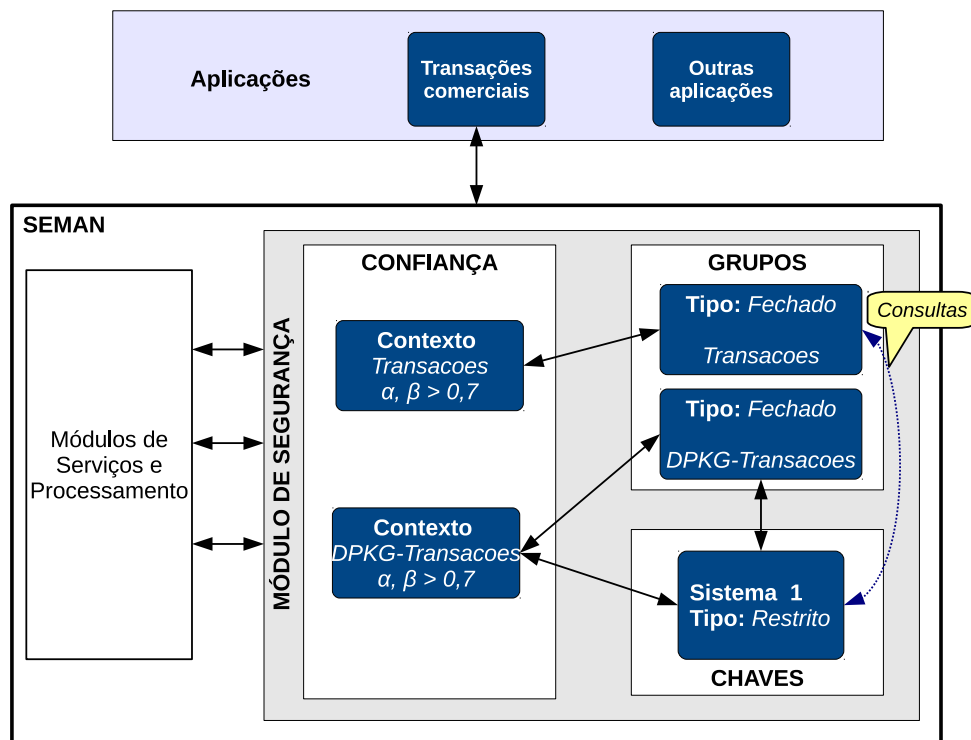 Aplicações
Transações
comerciais
Outras
aplicações
SEMAN
Módulos de
Serviços e
Processamento
MÓDULO DE SEGURANÇA
CONFIANÇA
Contexto
Transacoes
α, β > 0,7
Contexto
DPKG-Transacoes
α, β > 0,7
GRUPOS
Tipo: Fechado
Transacoes
Tipo: Fechado
DPKG-Transacoes
Consultas
Sistema 1
Tipo: Restrito
CHAVES